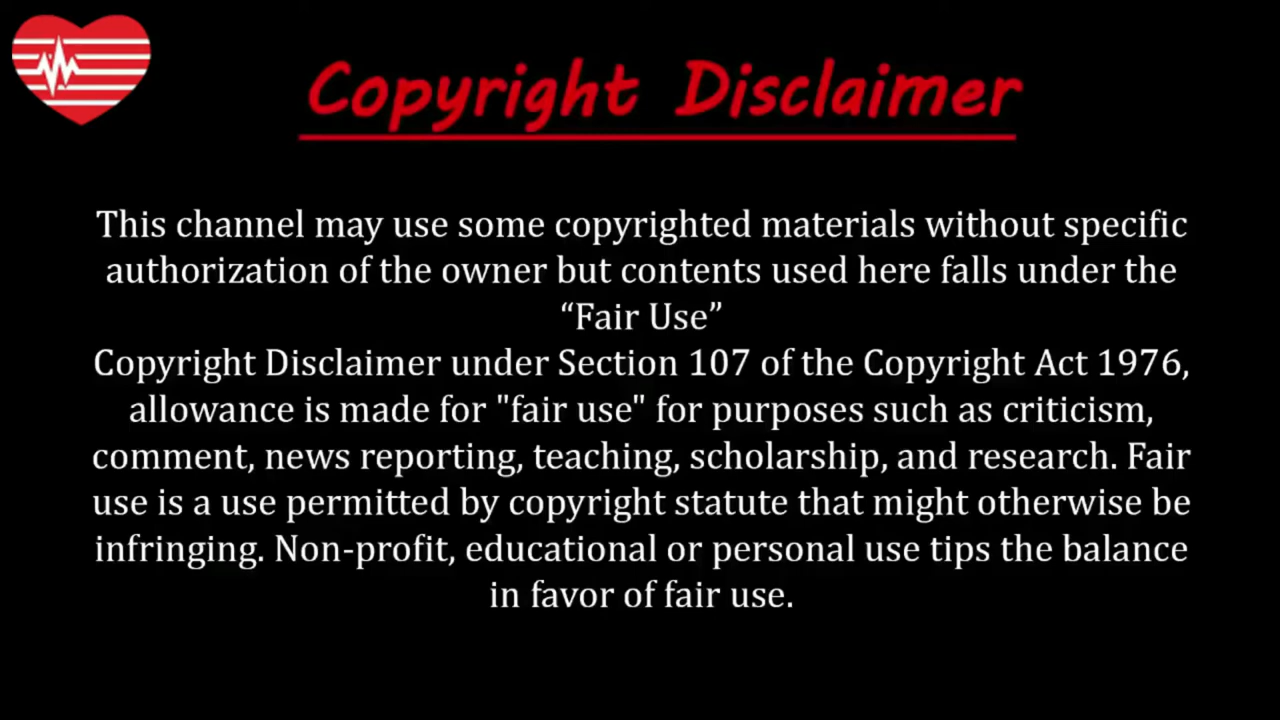 Copyright Disclaimer
This channel may use some copyrighted materials without specific
authorization of the owner but contents used here falls under the
“Fair Use”
Copyright Disclaimer under Section 107 of the Copyright Act 1976,
allowance is made for "fair use" for purposes such as criticism,
comment, news reporting, teaching, scholarship, and research. Fair
use is a use permitted by copyright statute that might otherwise be
infringing. Non-profit, educational or personal use tips the balance
in favor of fair use.